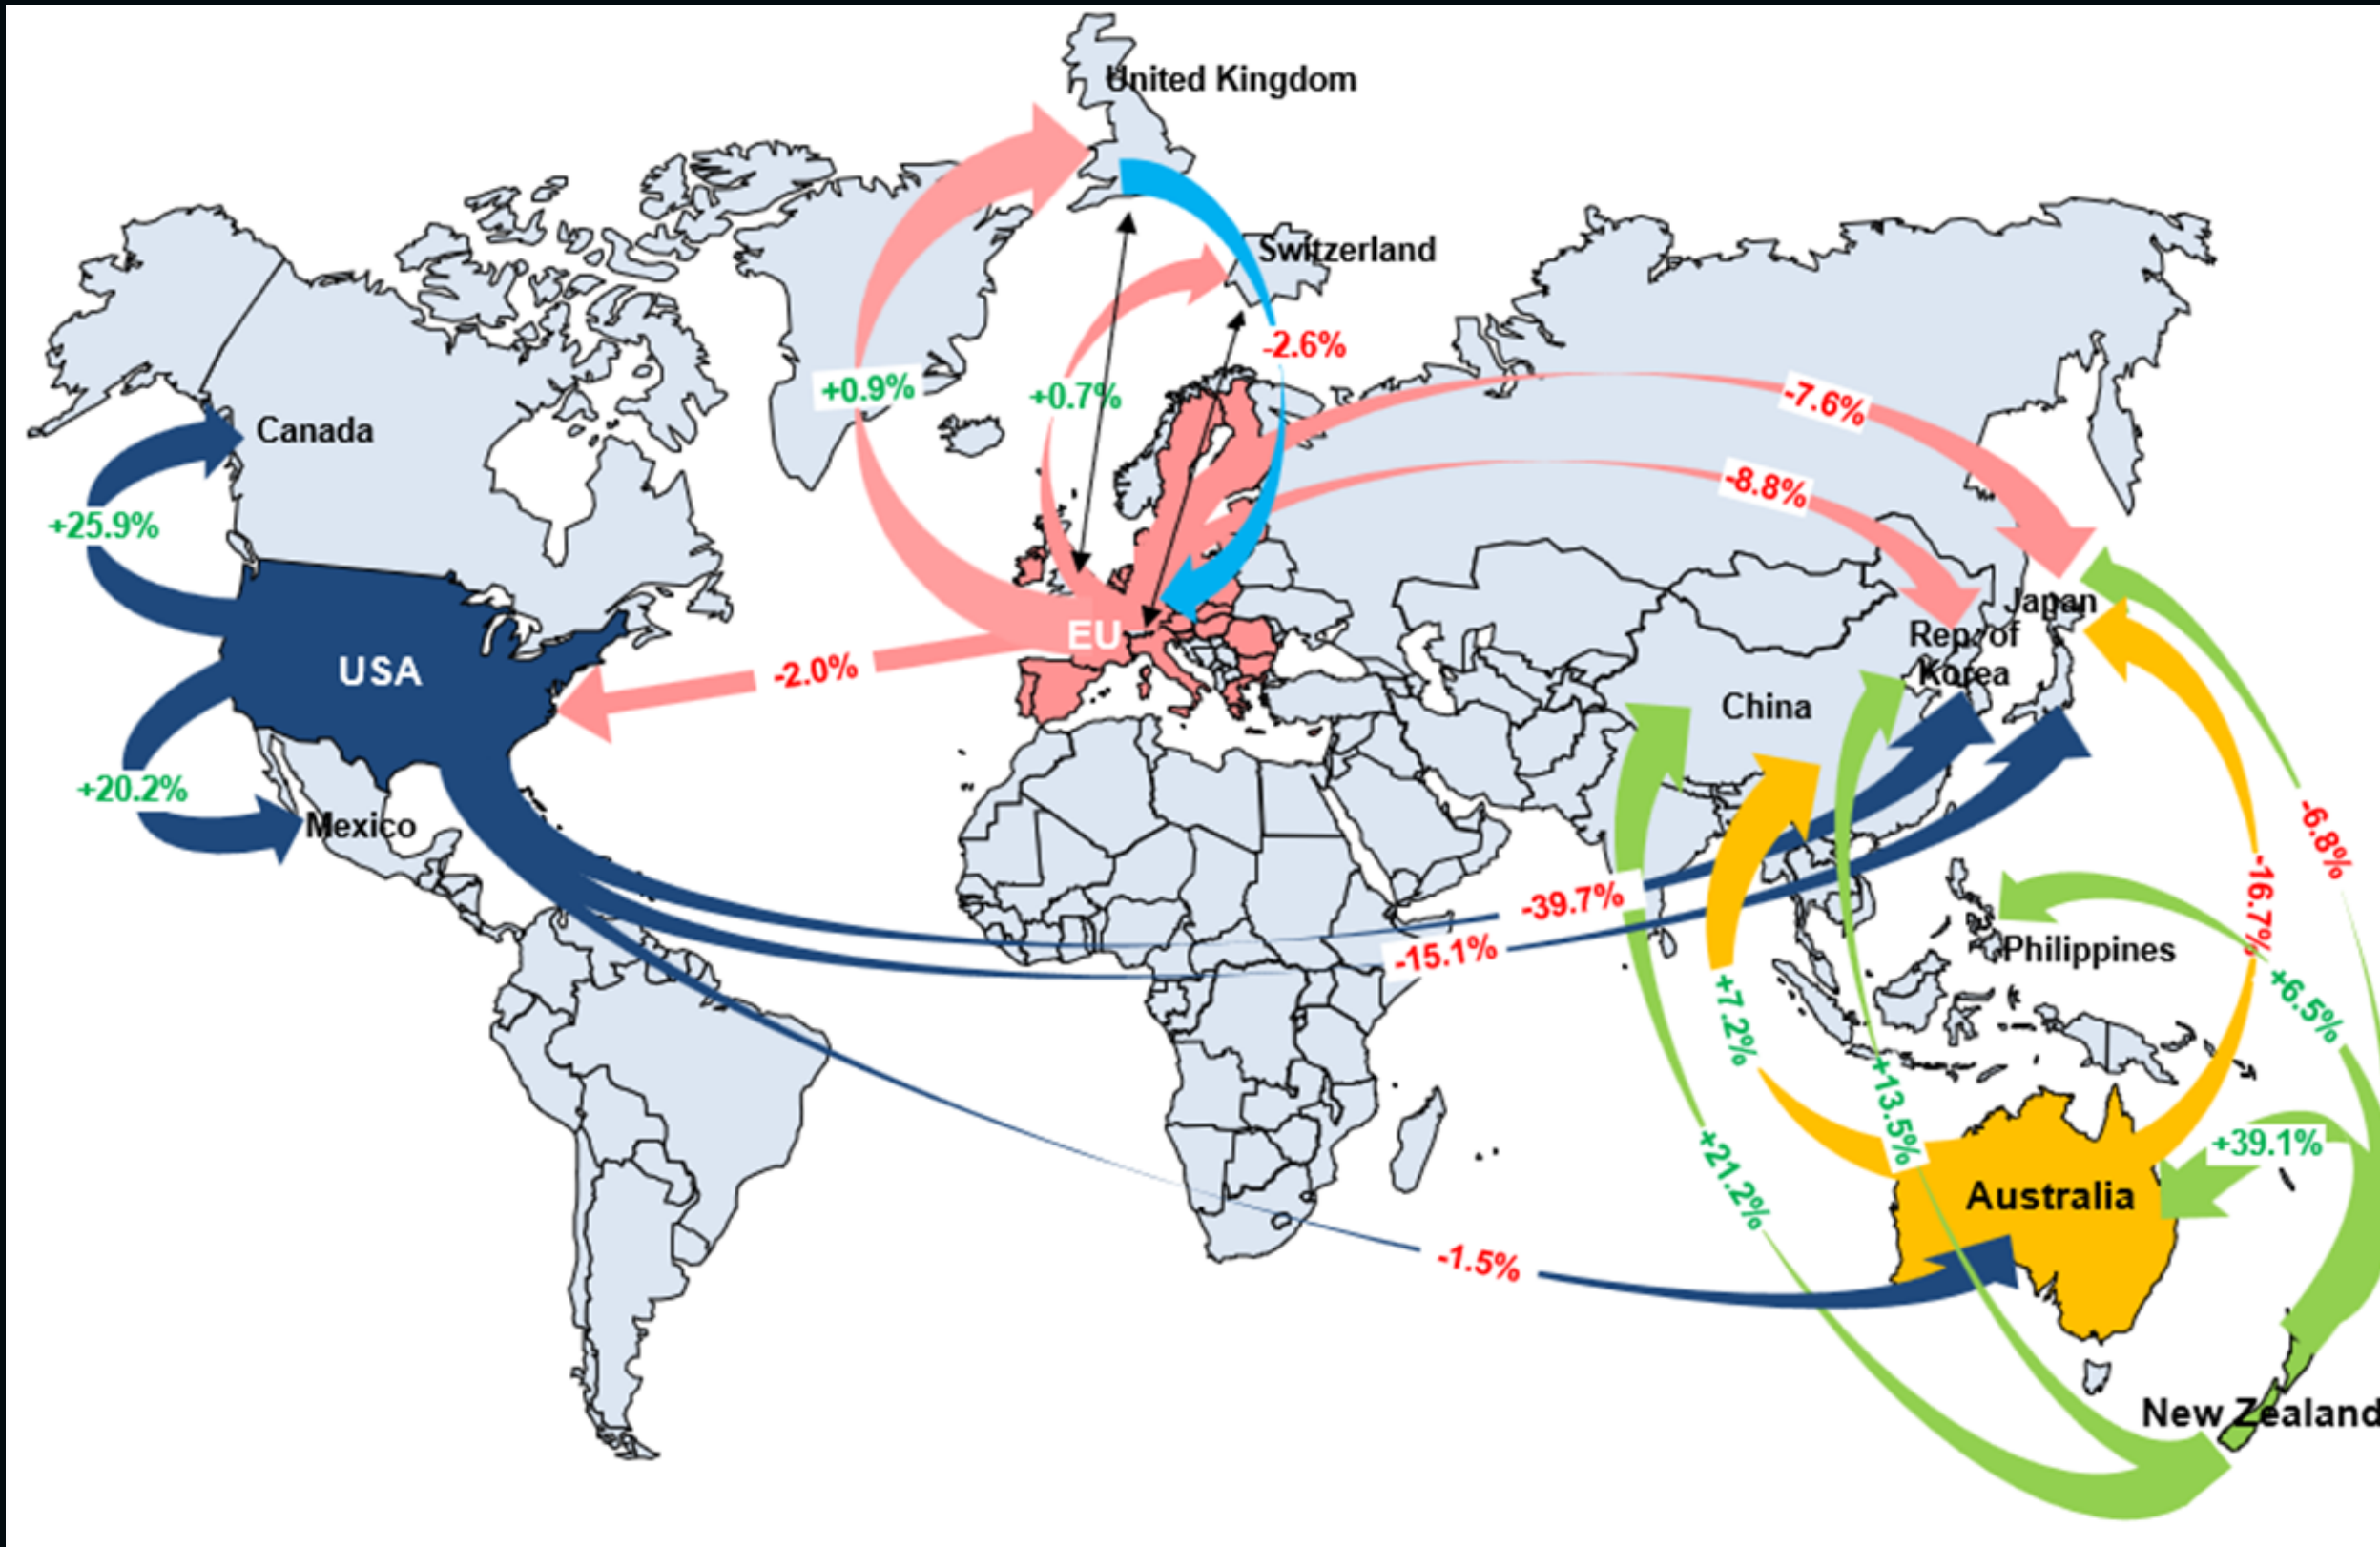 United Kingdom
Switzerland
-2.6%
+0.9%
+0.7%
-7.6%
Canada
-8.8%
+25.9%
Japan
Rep. of
Korea
EU
USA
-2.0%
China
+20.2%
Mexico
-6.8%
-39.7%
-16.7%
-15.1%
Philippines
+7.2%
+6.5%
+13.5%
+39.1%
+21.2%
Australia
-1.5%
New Zealand